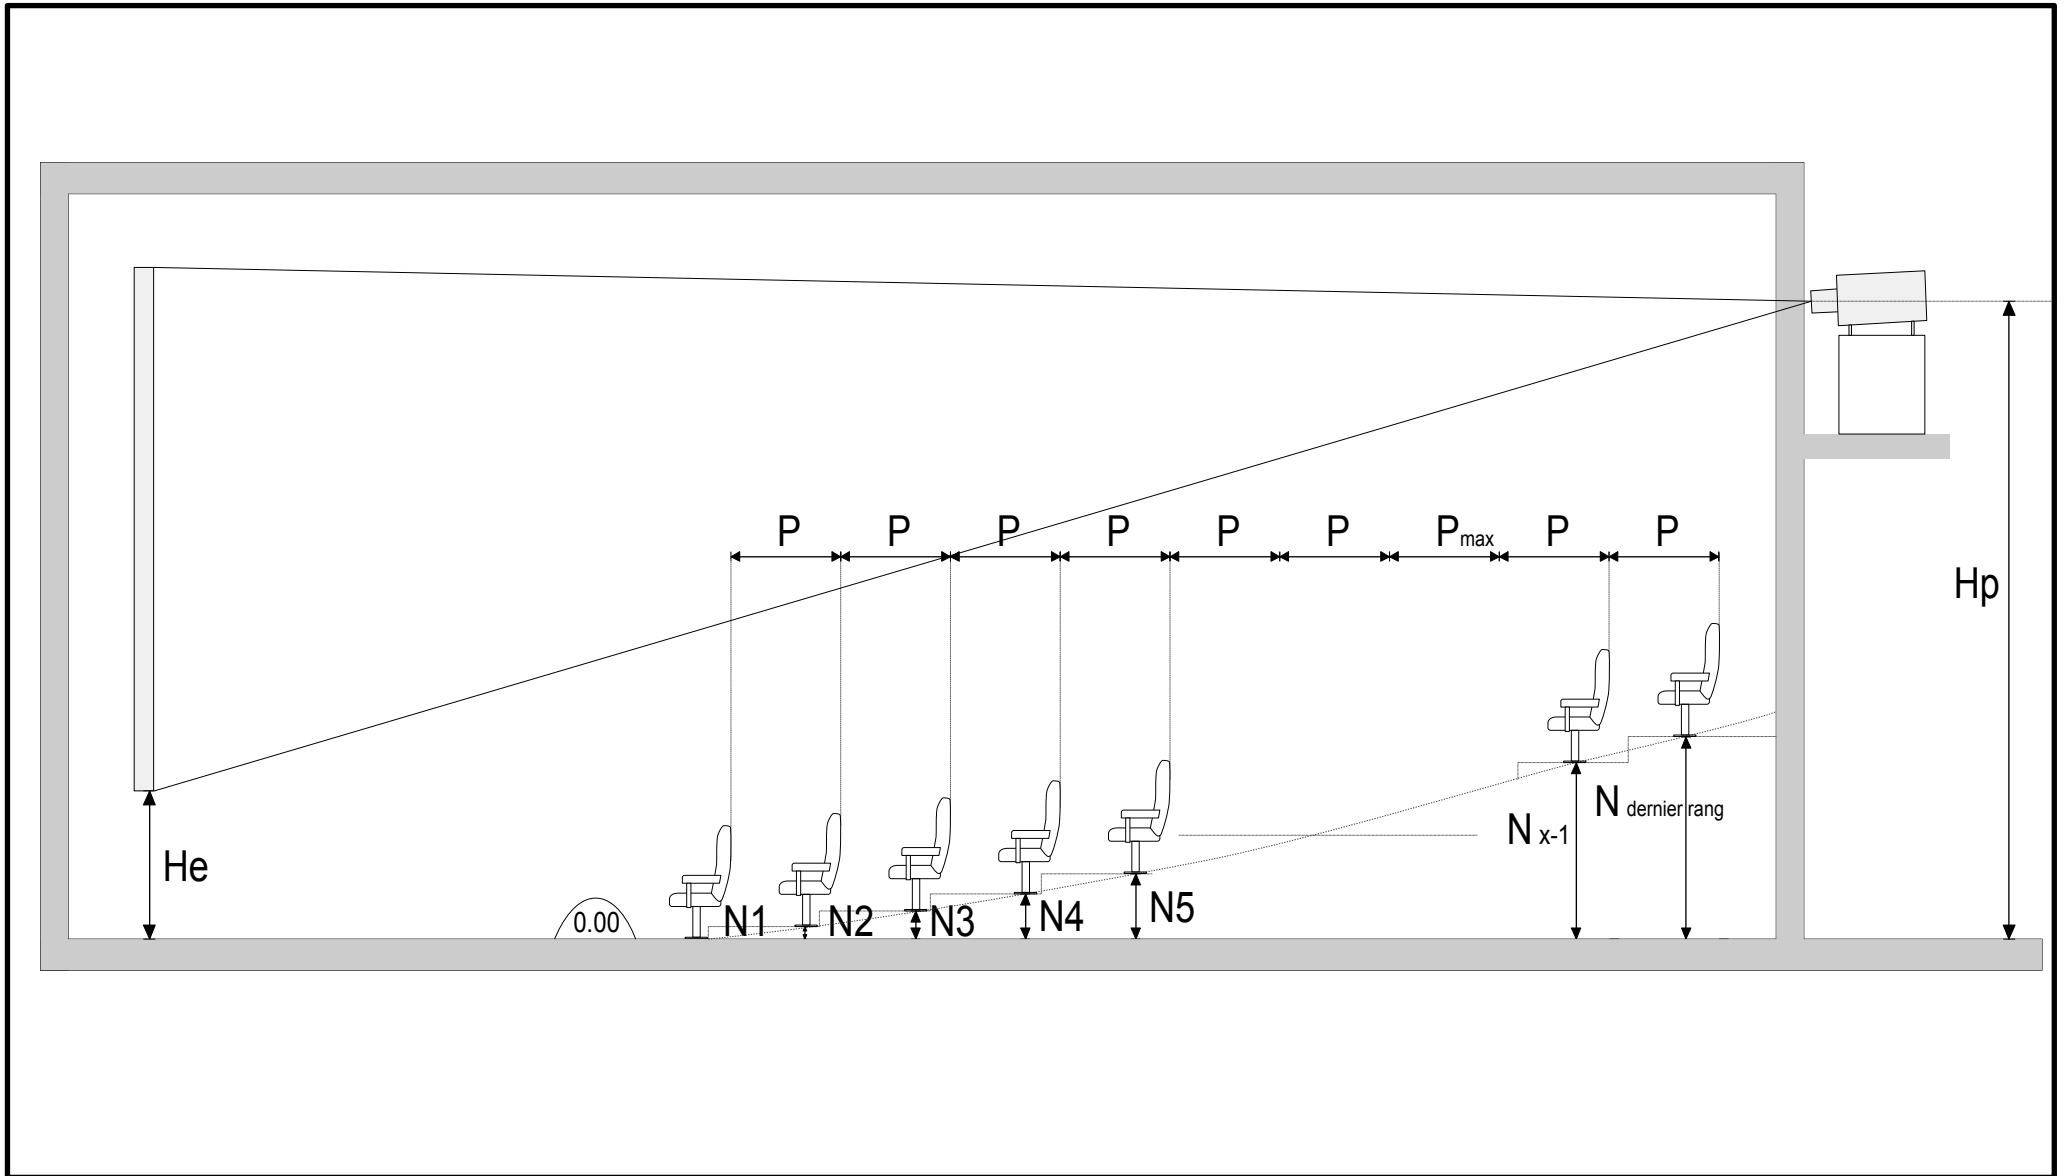 P P P P P P Pmax P P
Hp
N dernier rang
N x-1
He
0.00 N1 N2 N3 N4 N5